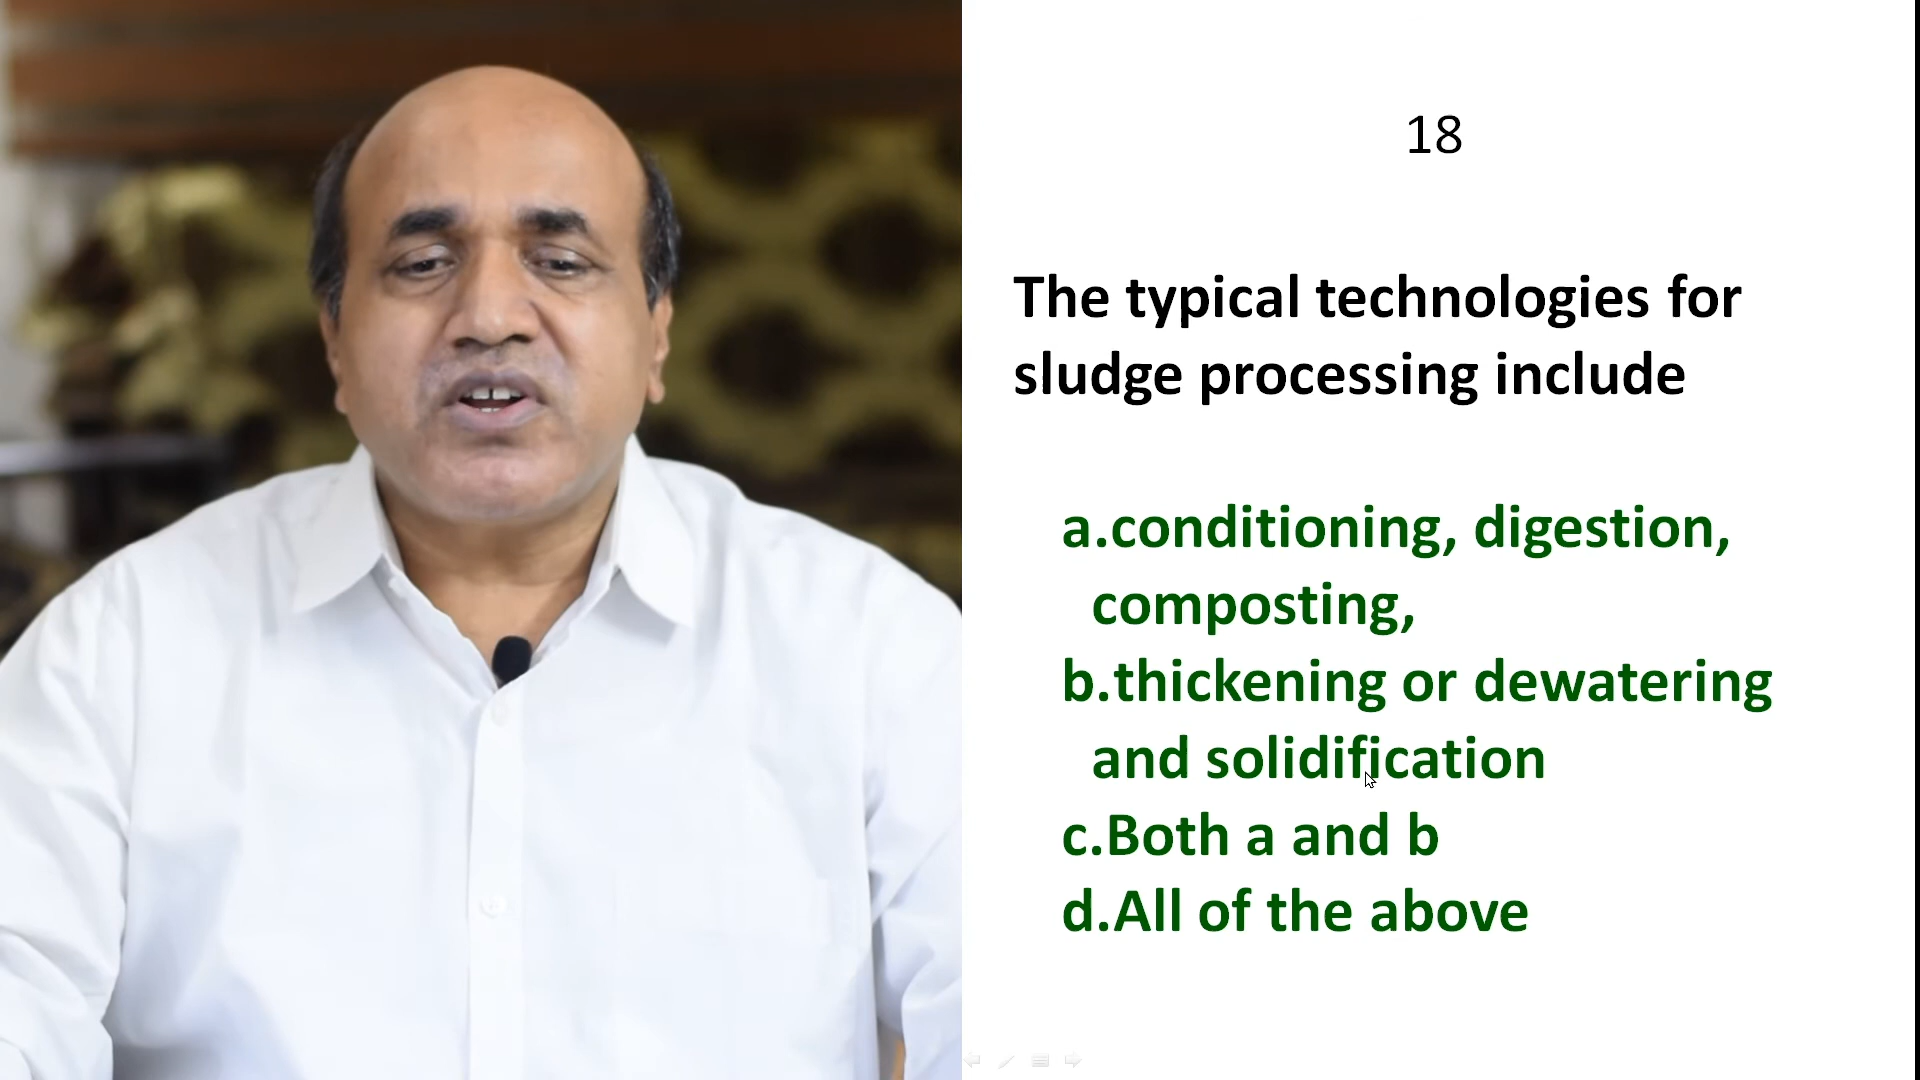 18
The typical technologies for
sludge processing include
a.conditioning, digestion,
composting,
b.thickening or dewatering
and solidification
c.Both a and b
d.All of the above